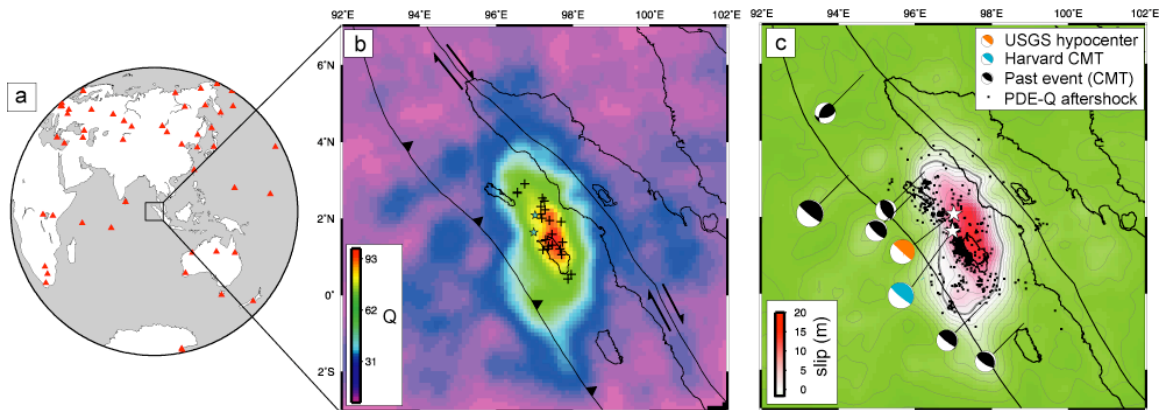 a
92°E 94°E 96°E 98°E 100°E 102°E
b
6°N
4°N
2°N
0°
2°S
93
62
31
Q
92°E 94°E 96°E 98°E 100°E 102°E
c
USGS hypocenter
Harvard CMT
Past event (CMT)
PDE-Q aftershock
20
15
10
5
0
slip (m)